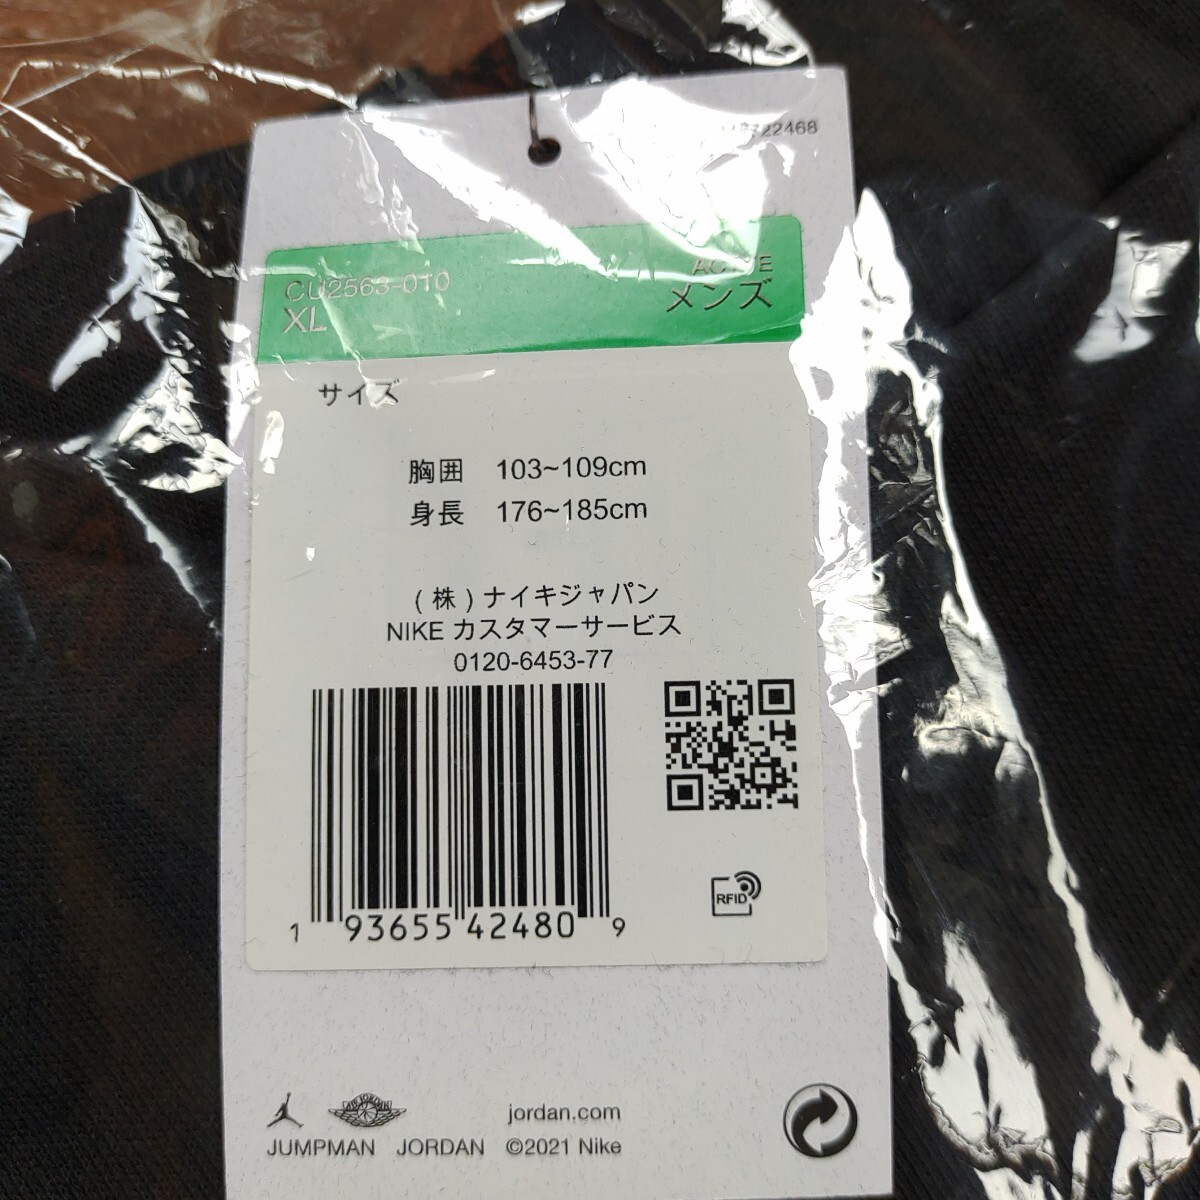 CU2563-010
XL
メンズ
サイズ
胸囲 103~109cm
身長 176~185cm
(株)ナイキジャパン
NIKE カスタマーサービス
0120-6453-77
RFID
1 93655 42480 9
AIR JORDAN
jordan.com
JUMPMAN JORDAN ©2021 Nike